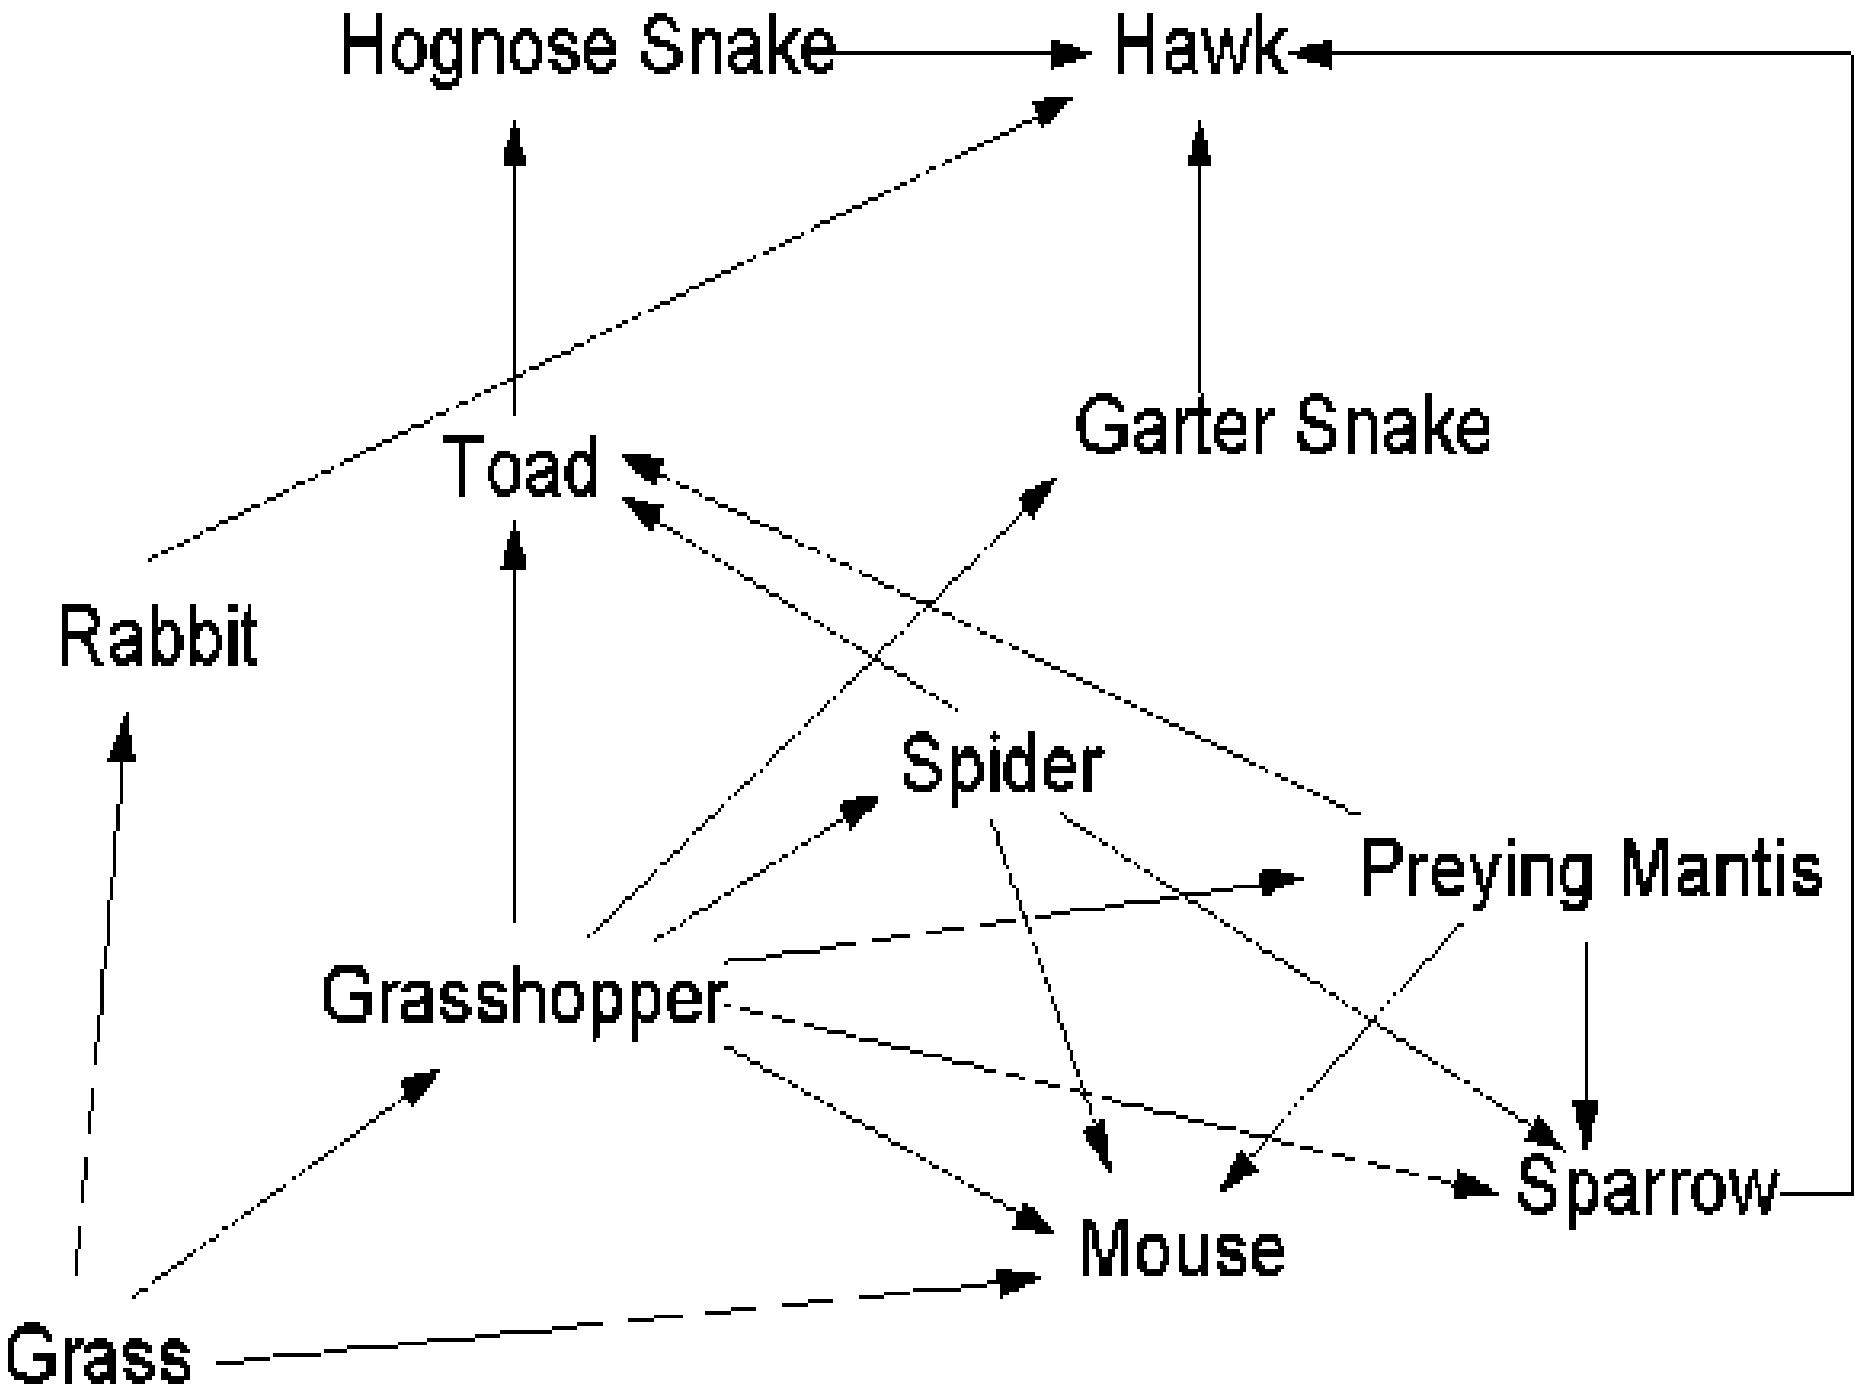 Hognose Snake
Hawk
Garter Snake
Toad
Rabbit
Spider
Preying Mantis
Grasshopper
Sparrow
Mouse
Grass